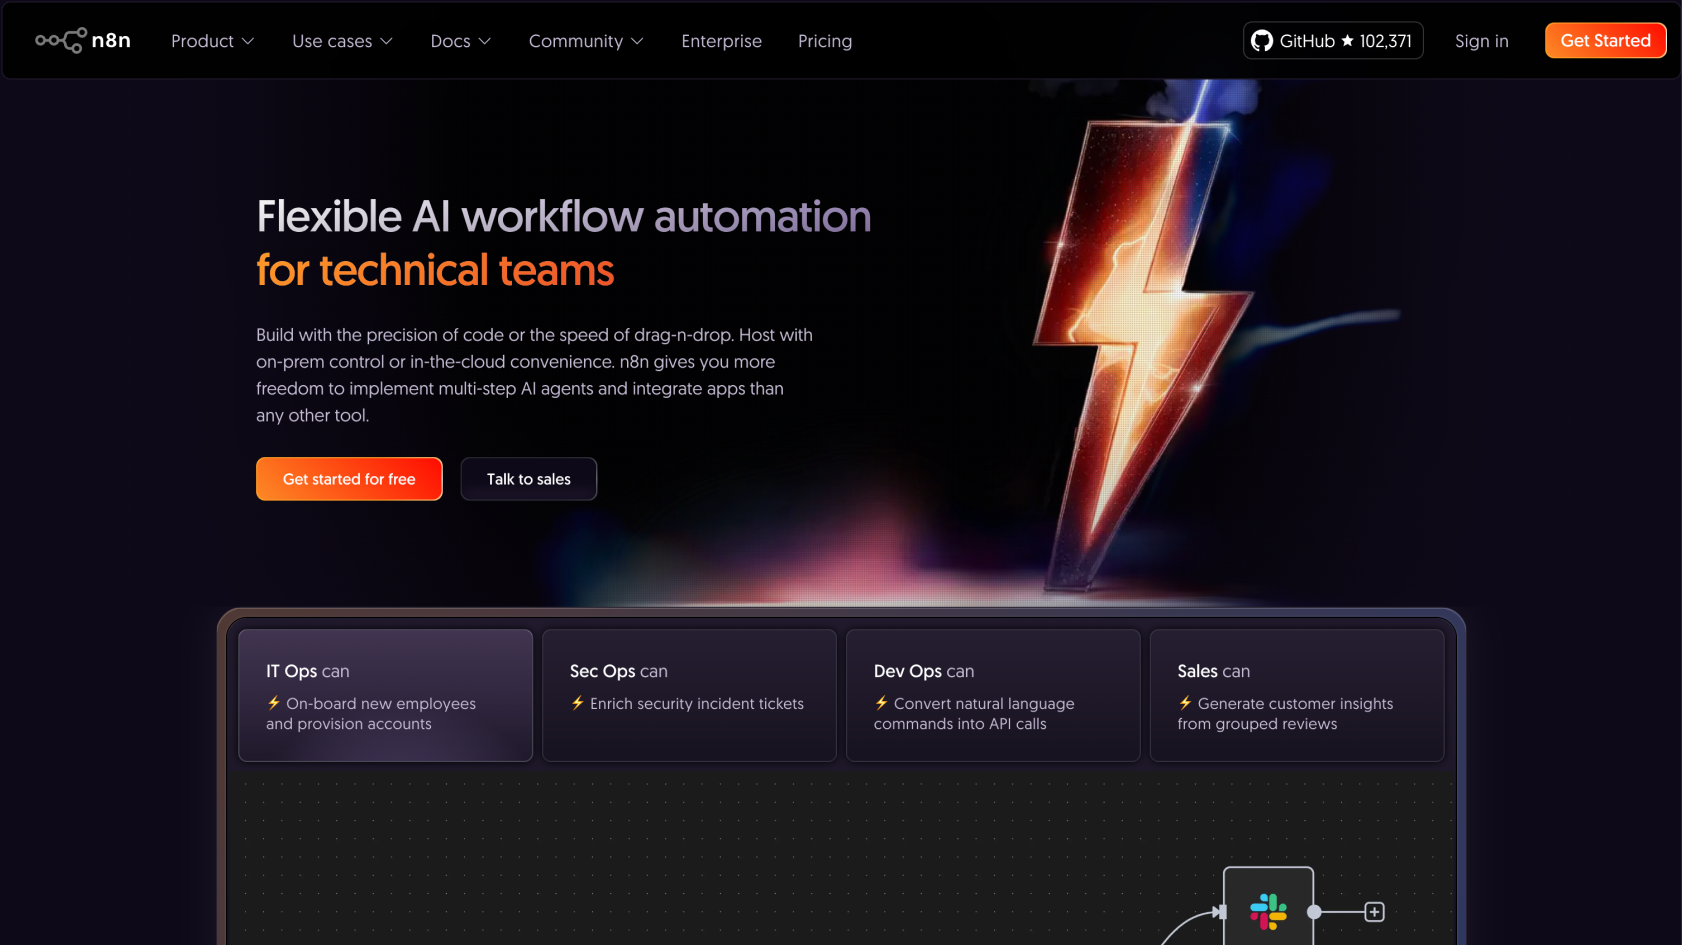 n8n
Product
Use cases
Docs
Community
Enterprise
Pricing
GitHub ★ 102,371
Sign in
Get Started
Flexible AI workflow automation
for technical teams
Build with the precision of code or the speed of drag-n-drop. Host with
on-prem control or in-the-cloud convenience. n8n gives you more
freedom to implement multi-step AI agents and integrate apps than
any other tool.
Get started for free
Talk to sales
IT Ops can
⚡ On-board new employees
and provision accounts
Sec Ops can
⚡ Enrich security incident tickets
Dev Ops can
⚡ Convert natural language
commands into API calls
Sales can
⚡ Generate customer insights
from grouped reviews